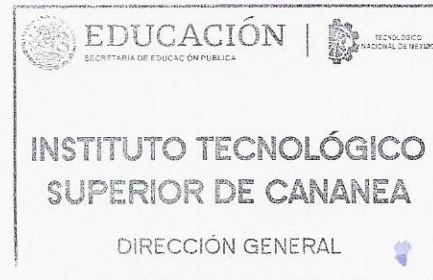 EDUCACIÓN
SECRETARÍA DE EDUCACIÓN PÚBLICA
TECNOLÓGICO
NACIONAL DE MÉXICO
INSTITUTO TECNOLÓGICO
SUPERIOR DE CANANEA
DIRECCIÓN GENERAL